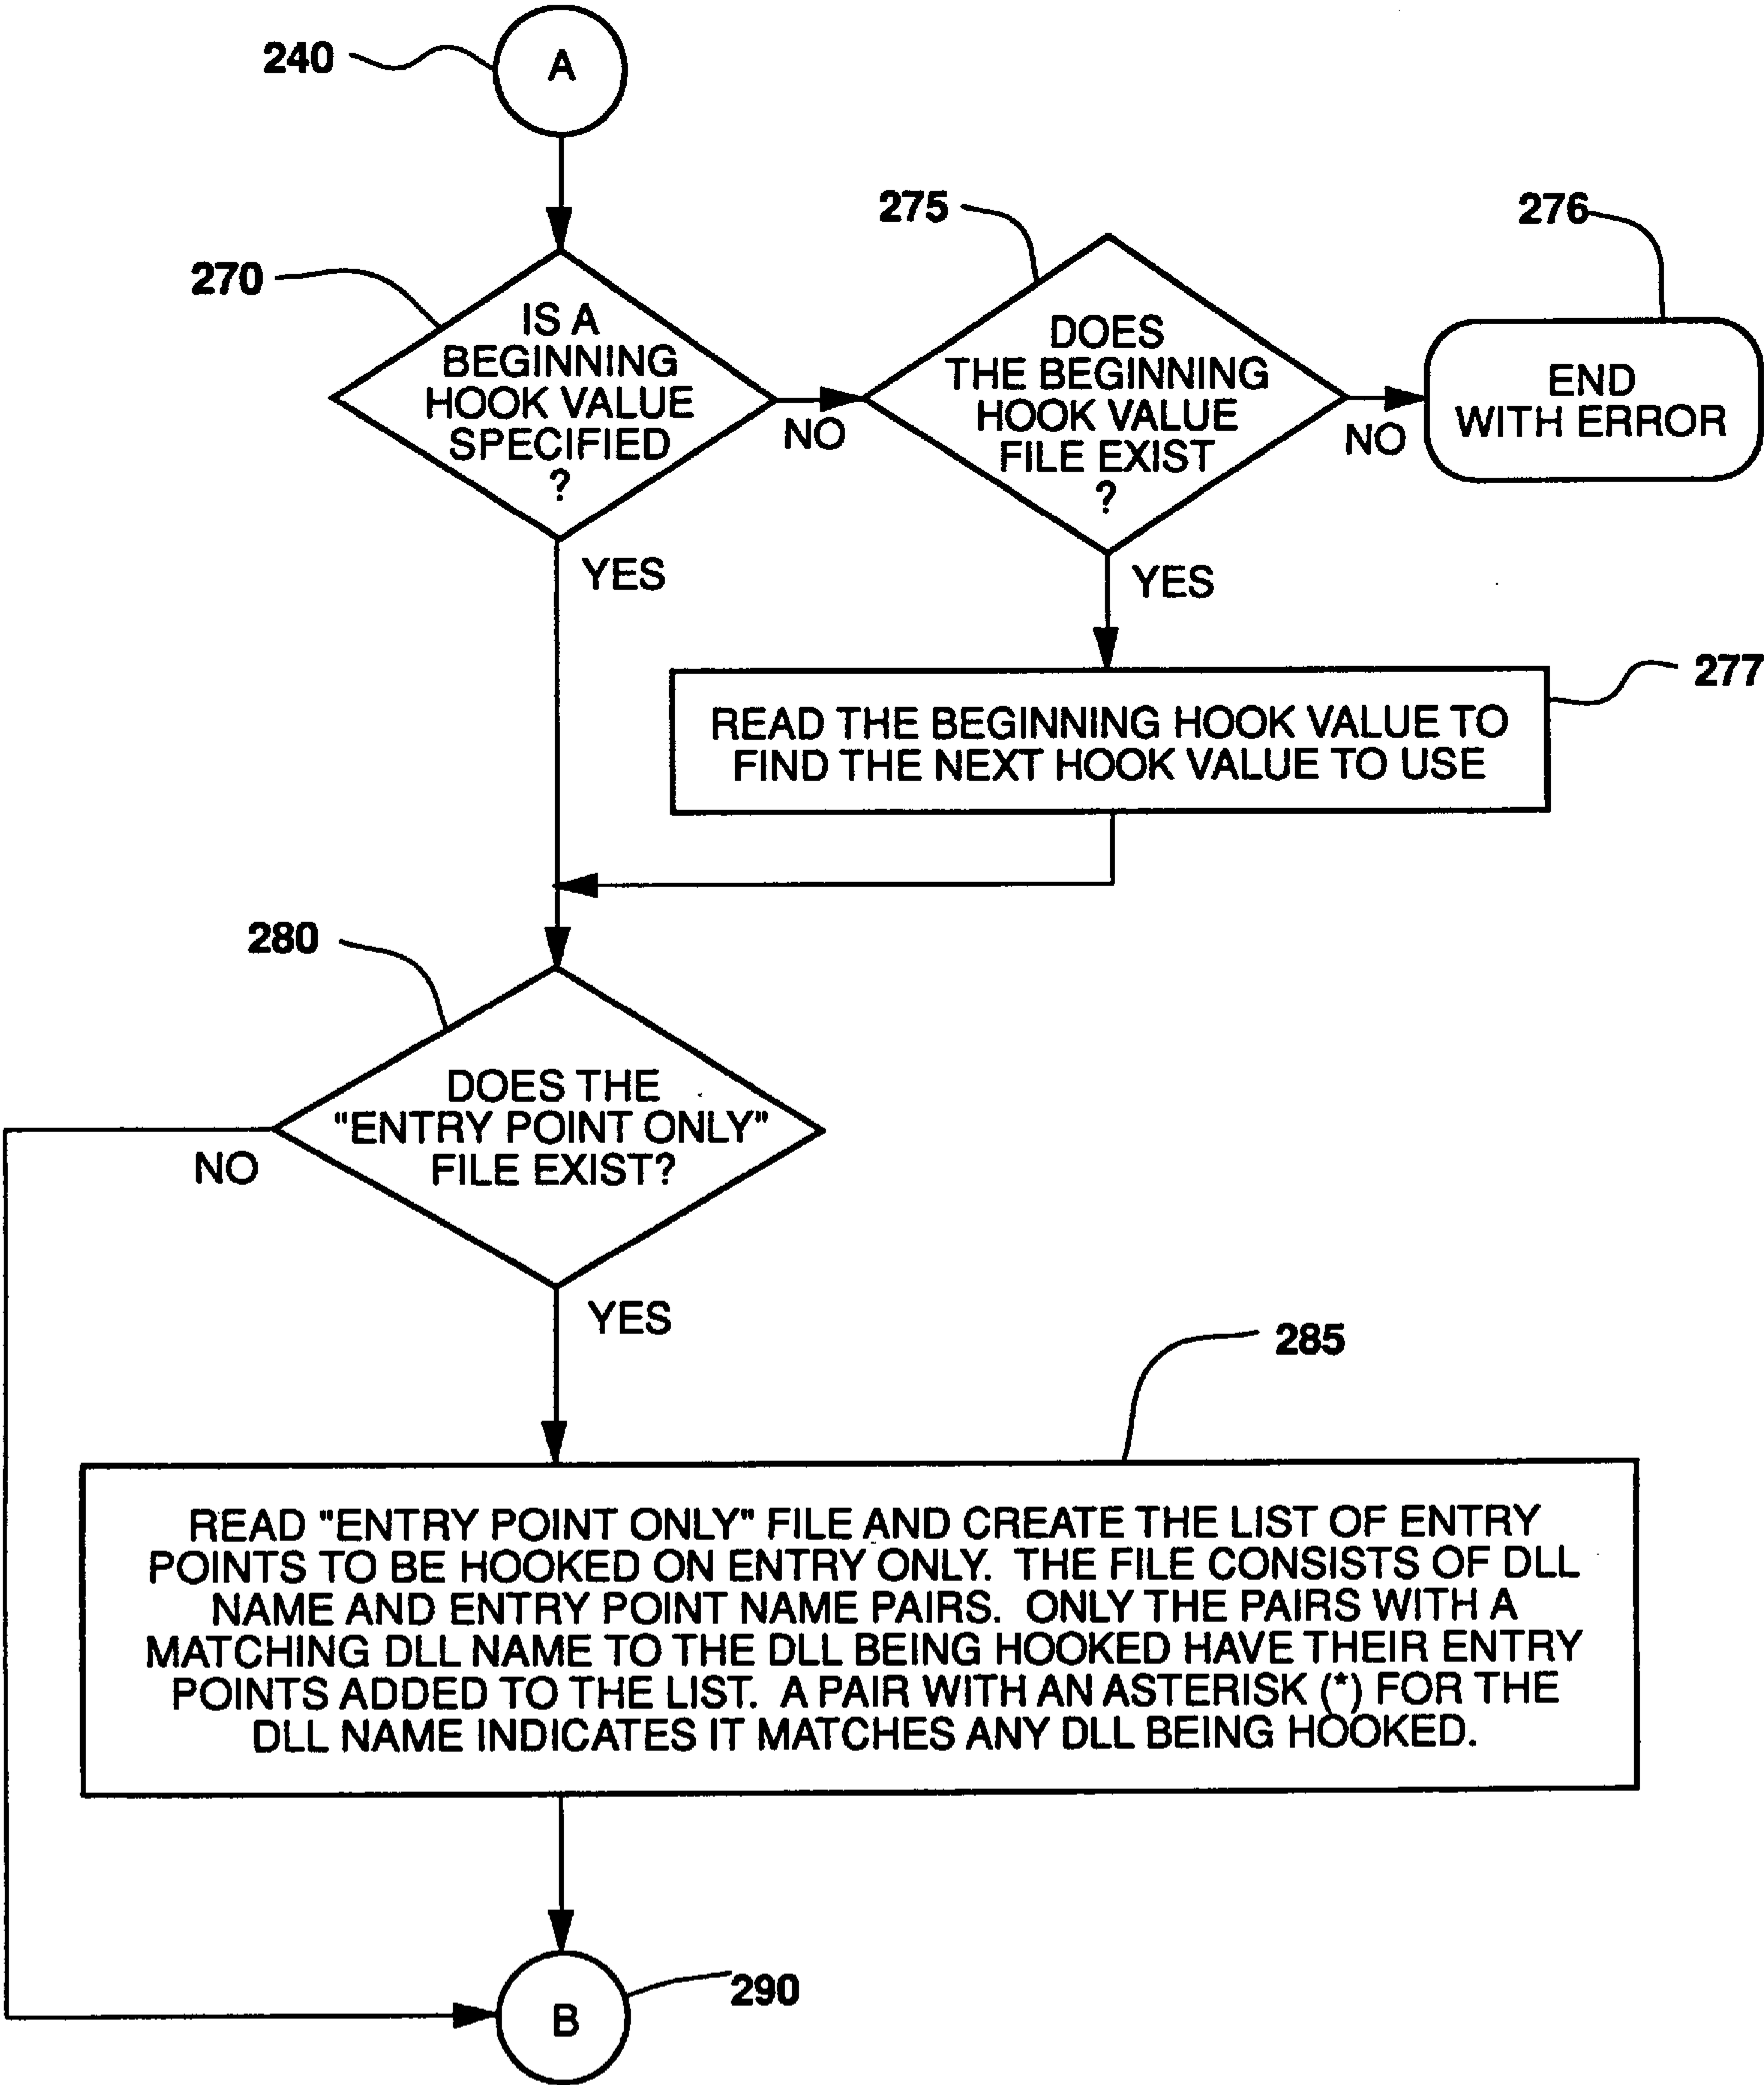 240
A
275
276
270
IS A
BEGINNING
HOOK VALUE
SPECIFIED
?
NO
DOES
THE BEGINNING
HOOK VALUE
FILE EXIST
?
NO
END
WITH ERROR
YES
YES
277
READ THE BEGINNING HOOK VALUE TO
FIND THE NEXT HOOK VALUE TO USE
280
DOES THE
"ENTRY POINT ONLY"
FILE EXIST?
NO
YES
285
READ "ENTRY POINT ONLY" FILE AND CREATE THE LIST OF ENTRY
POINTS TO BE HOOKED ON ENTRY ONLY. THE FILE CONSISTS OF DLL
NAME AND ENTRY POINT NAME PAIRS. ONLY THE PAIRS WITH A
MATCHING DLL NAME TO THE DLL BEING HOOKED HAVE THEIR ENTRY
POINTS ADDED TO THE LIST. A PAIR WITH AN ASTERISK (*) FOR THE
DLL NAME INDICATES IT MATCHES ANY DLL BEING HOOKED.
290
B